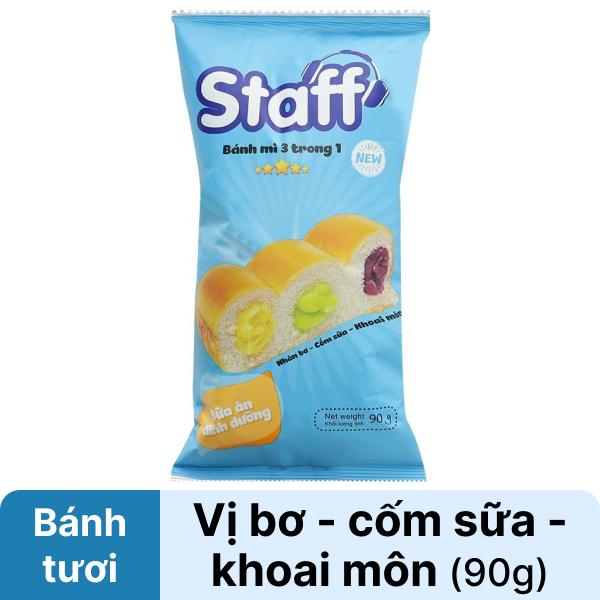 Staff
Bánh mì 3 trong 1
NEW
Nhân bơ - Cốm sữa - Khoai môn
Bữa ăn
dinh dưỡng
Net weight
Khối lượng tịnh
90g
Bánh
tươi
Vị bơ - cốm sữa -
khoai môn (90g)